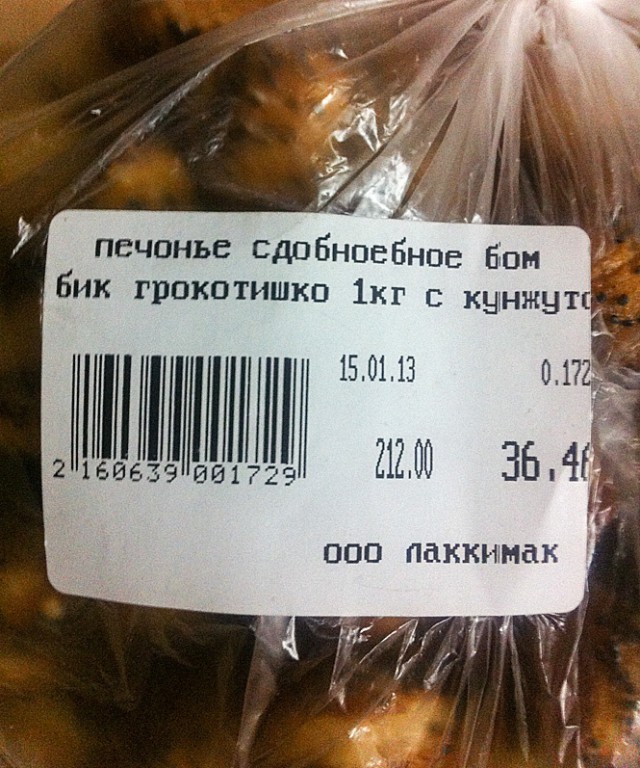 печонье сдобноебное бом
бик грокотишко 1кг с кунжуто
15.01.13 0.172
212.00 36.46
2 160639 001729
ооо лаккимак